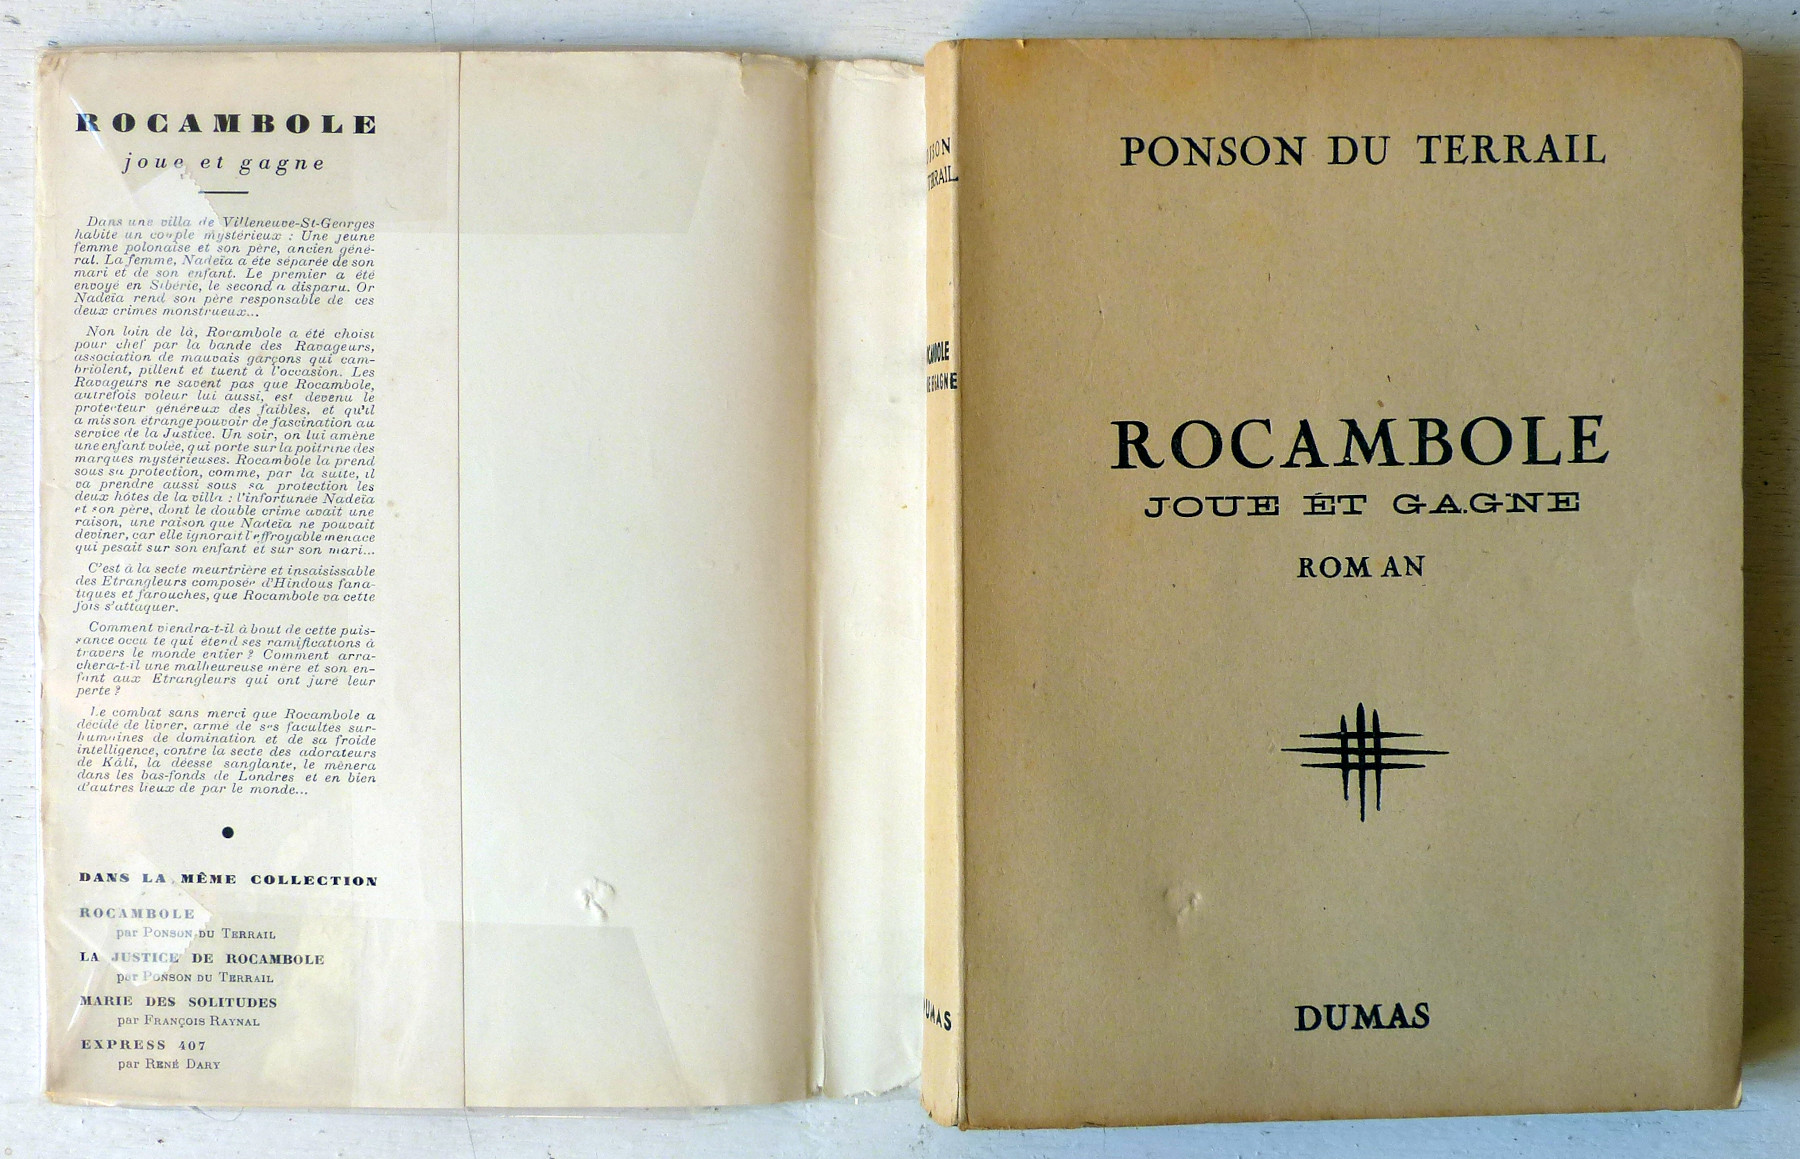 ROCAMBOLE
joue et gagne
Dans une villa de Villeneuve-St-Georges
habite un couple mystérieux : Une jeune
femme polonaise et son père, ancien géné-
ral. La femme, Nadeïa a été séparée de son
mari et de son enfant. Le premier a été
envoyé en Sibérie, le second a disparu. Or
Nadeïa rend son père responsable de ces
deux crimes monstrueux...
Non loin de là, Rocambole a été choisi
pour chef par la bande des Ravageurs,
association de mauvais garçons qui cam-
briolent, pillent et tuent à l'occasion. Les
Ravageurs ne savent pas que Rocambole,
autrefois voleur lui aussi, est devenu le
protecteur généreux des faibles, et qu'il
a mis son étrange pouvoir de fascination au
service de la Justice. Un soir, on lui amène
une enfant volée, qui porte sur la poitrine des
marques mystérieuses. Rocambole la prend
sous sa protection, comme, par la suite, il
va prendre aussi sous sa protection les
deux hôtes de la villa : l'infortunée Nadeïa
et son père, dont le double crime avait une
raison, une raison que Nadeïa ne pouvait
deviner, car elle ignorait l'effroyable menace
qui pesait sur son enfant et sur son mari...
C'est à la secte meurtrière et insaisissable
des Etrangleurs composée d'Hindous fana-
tiques et farouches, que Rocambole va cette
fois s'attaquer.
Comment viendra-t-il à bout de cette puis-
sance occulte qui étend ses ramifications à
travers le monde entier ? Comment arra-
chera-t-il une malheureuse mère et son en-
fant aux Etrangleurs qui ont juré leur
perte ?
Le combat sans merci que Rocambole a
décidé de livrer, armé de ses facultés sur-
humaines de domination et de sa froide
intelligence, contre la secte des adorateurs
de Kâli, la déesse sanglante, le mènera
dans les bas-fonds de Londres et en bien
d'autres lieux de par le monde...
DANS LA MÊME COLLECTION
ROCAMBOLE
par PONSON DU TERRAIL
LA JUSTICE DE ROCAMBOLE
par PONSON DU TERRAIL
MARIE DES SOLITUDES
par FRANÇOIS RAYNAL
EXPRESS 407
par RENÉ DARY
PONSON DU TERRAIL
ROCAMBOLE
JOUE ET GAGNE
ROMAN
DUMAS